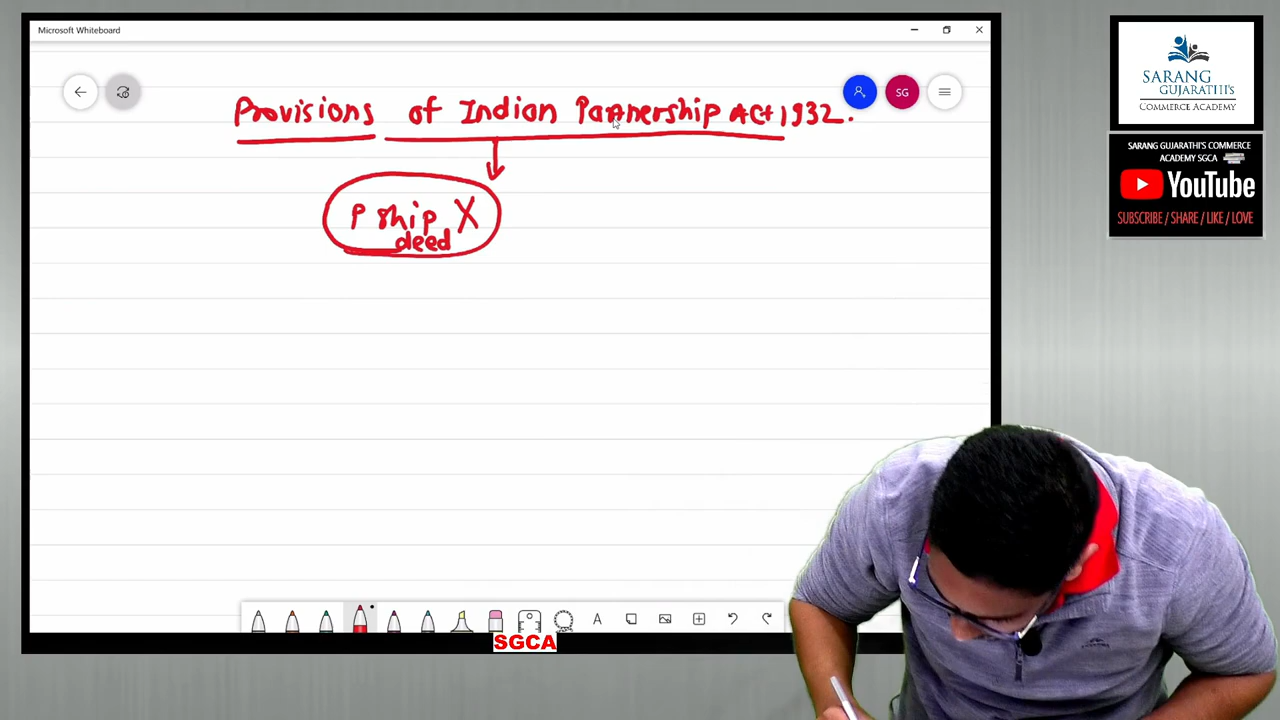 Microsoft Whiteboard
SG
Provisions of Indian Partnership Act 1932.
P ship X
deed
A
SGCA
SARANG
GUJARATHI'S
COMMERCE ACADEMY
SARANG GUJARATHI'S COMMERCE
ACADEMY SGCA
YouTube
SUBSCRIBE / SHARE / LIKE / LOVE